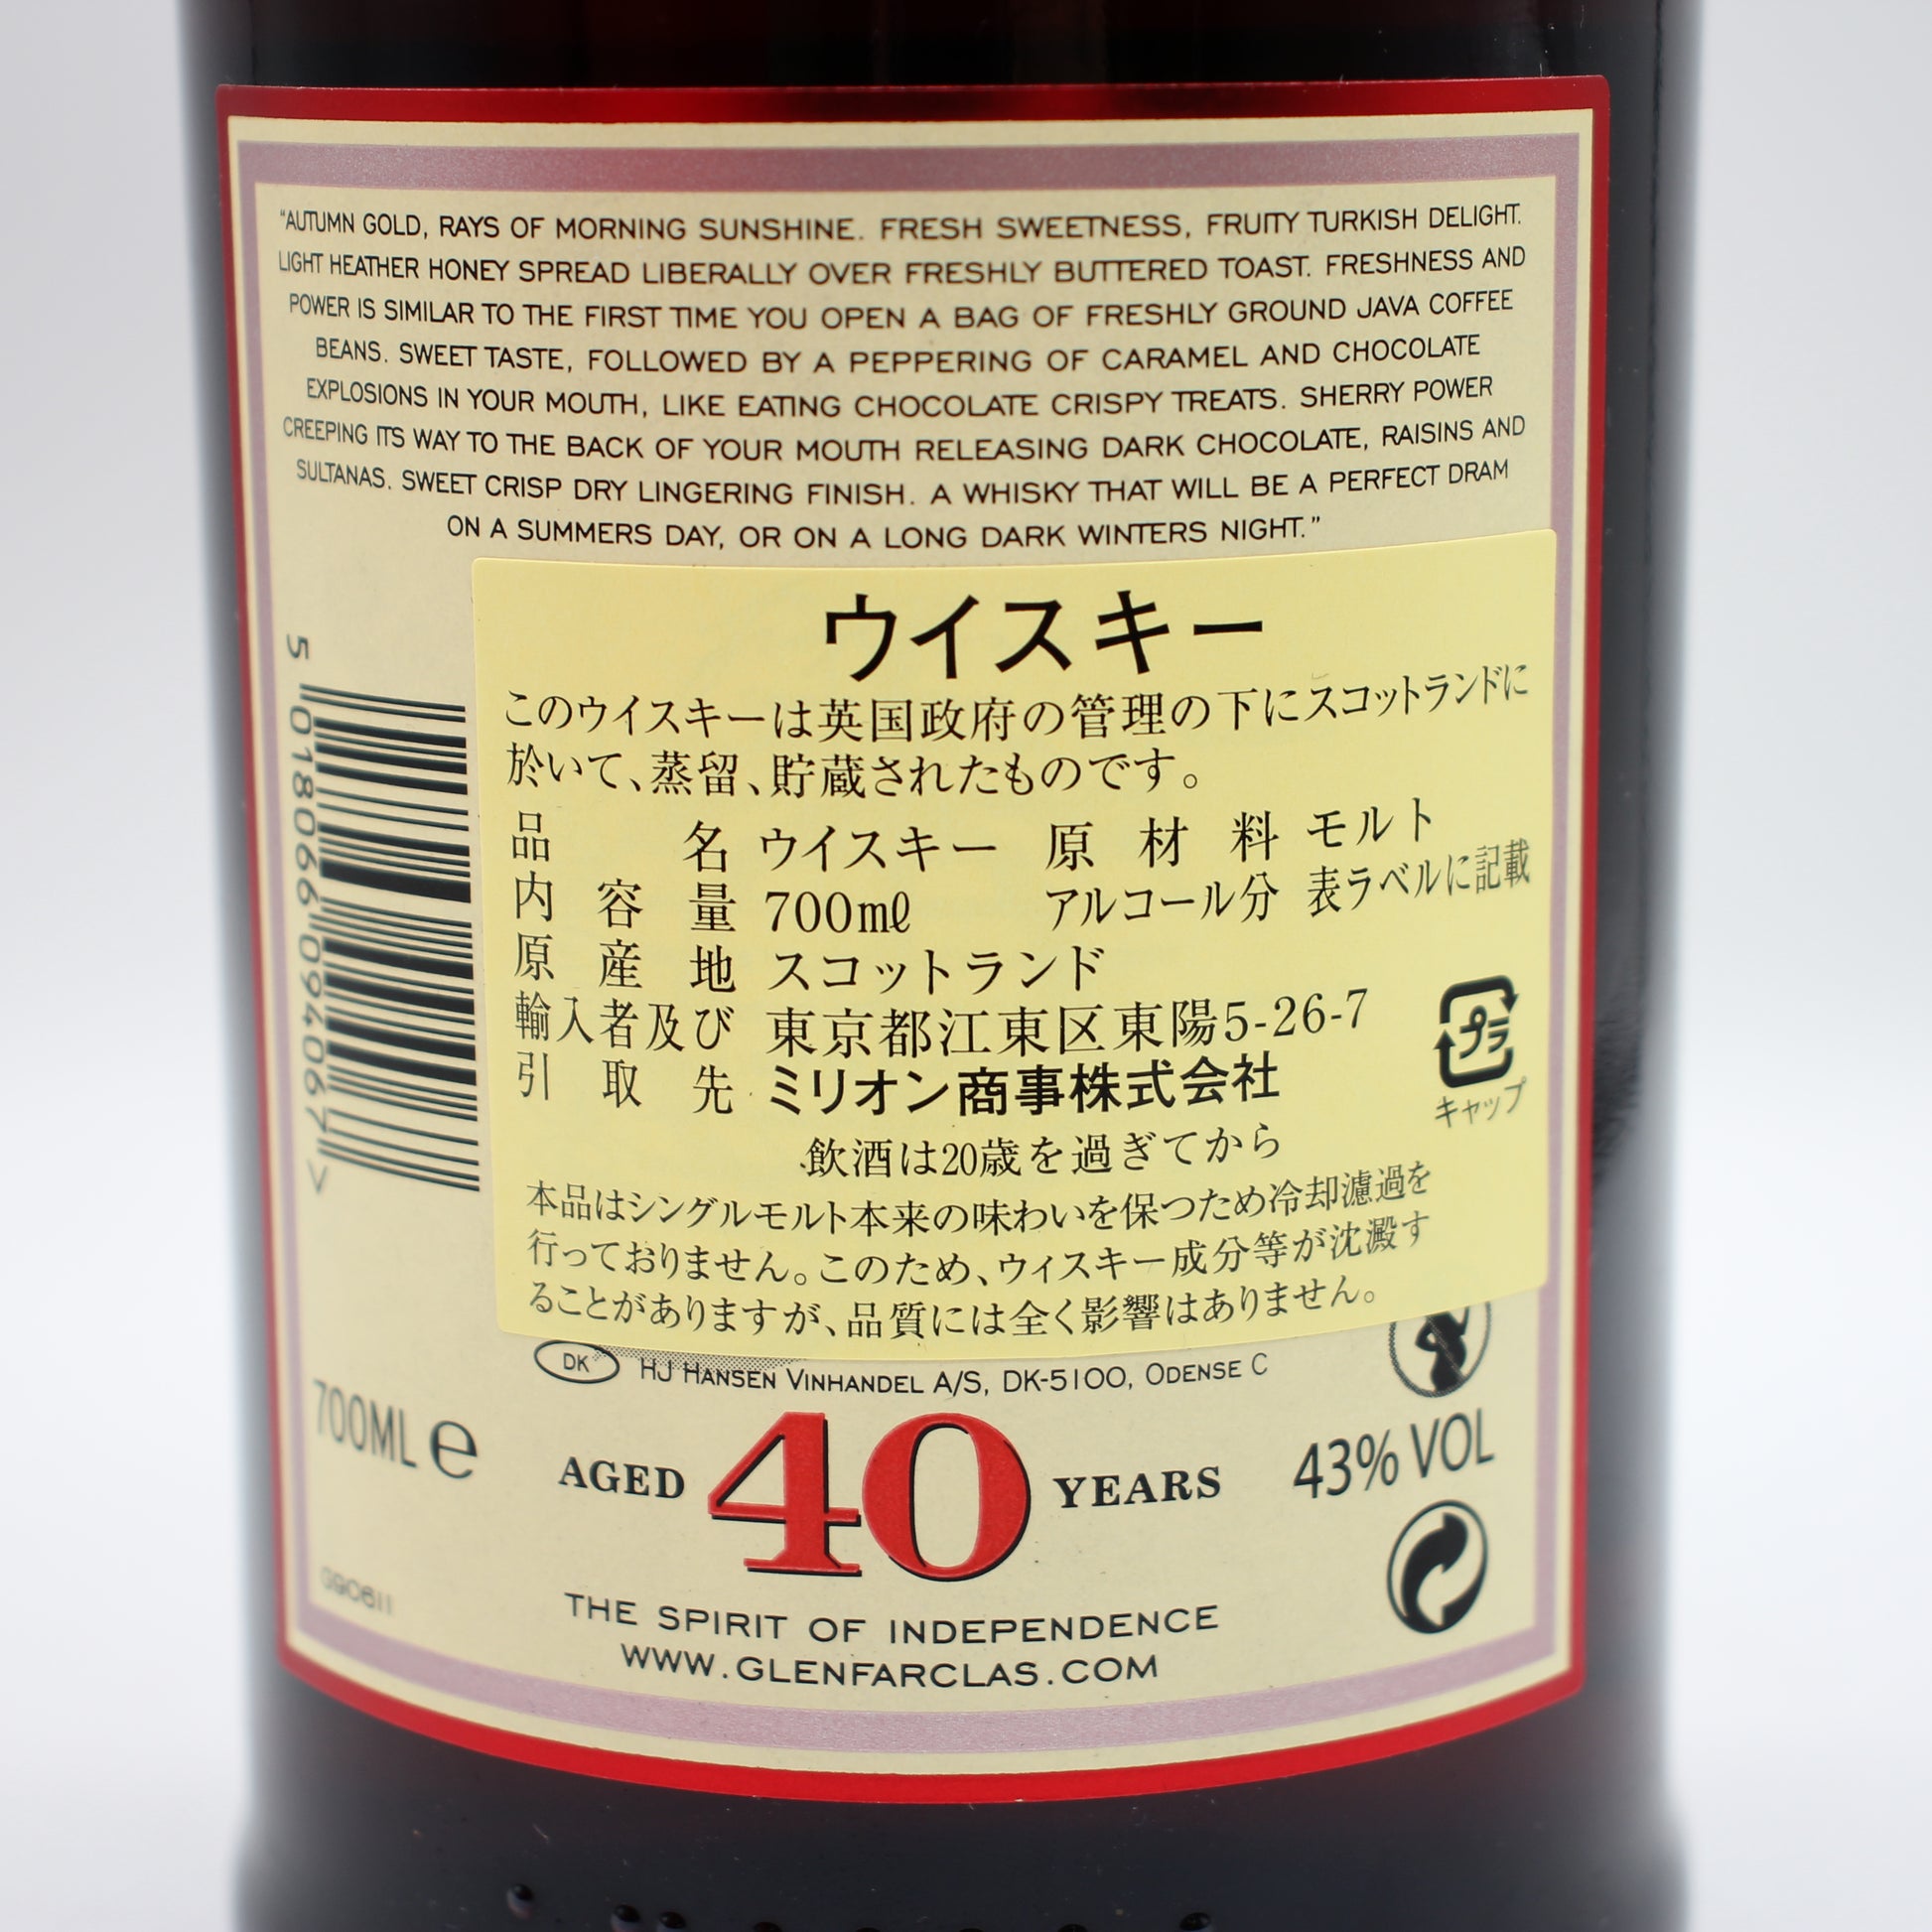 “AUTUMN GOLD, RAYS OF MORNING SUNSHINE. FRESH SWEETNESS, FRUITY TURKISH DELIGHT.
LIGHT HEATHER HONEY SPREAD LIBERALLY OVER FRESHLY BUTTERED TOAST. FRESHNESS AND
POWER IS SIMILAR TO THE FIRST TIME YOU OPEN A BAG OF FRESHLY GROUND JAVA COFFEE
BEANS. SWEET TASTE, FOLLOWED BY A PEPPERING OF CARAMEL AND CHOCOLATE
EXPLOSIONS IN YOUR MOUTH, LIKE EATING CHOCOLATE CRISPY TREATS. SHERRY POWER
CREEPING ITS WAY TO THE BACK OF YOUR MOUTH RELEASING DARK CHOCOLATE, RAISINS AND
SULTANAS. SWEET CRISP DRY LINGERING FINISH. A WHISKY THAT WILL BE A PERFECT DRAM
ON A SUMMERS DAY, OR ON A LONG DARK WINTERS NIGHT.”
ウイスキー
このウイスキーは英国政府の管理の下にスコットランドに
於いて、蒸留、貯蔵されたものです。
品名 ウイスキー 原材料 モルト
内容量 700mℓ アルコール分 表ラベルに記載
原産地 スコットランド
輸入者及び 東京都江東区東陽5-26-7
引取先 ミリオン商事株式会社
プラ
キャップ
飲酒は20歳を過ぎてから
本品はシングルモルト本来の味わいを保つため冷却濾過を
行っておりません。このため、ウィスキー成分等が沈澱す
ることがありますが、品質には全く影響はありません。
5 018066 094067 >
DK HJ HANSEN VINHANDEL A/S, DK-5100, ODENSE C
700ML e
AGED 40 YEARS
43% VOL
THE SPIRIT OF INDEPENDENCE
WWW.GLENFARCLAS.COM
090611